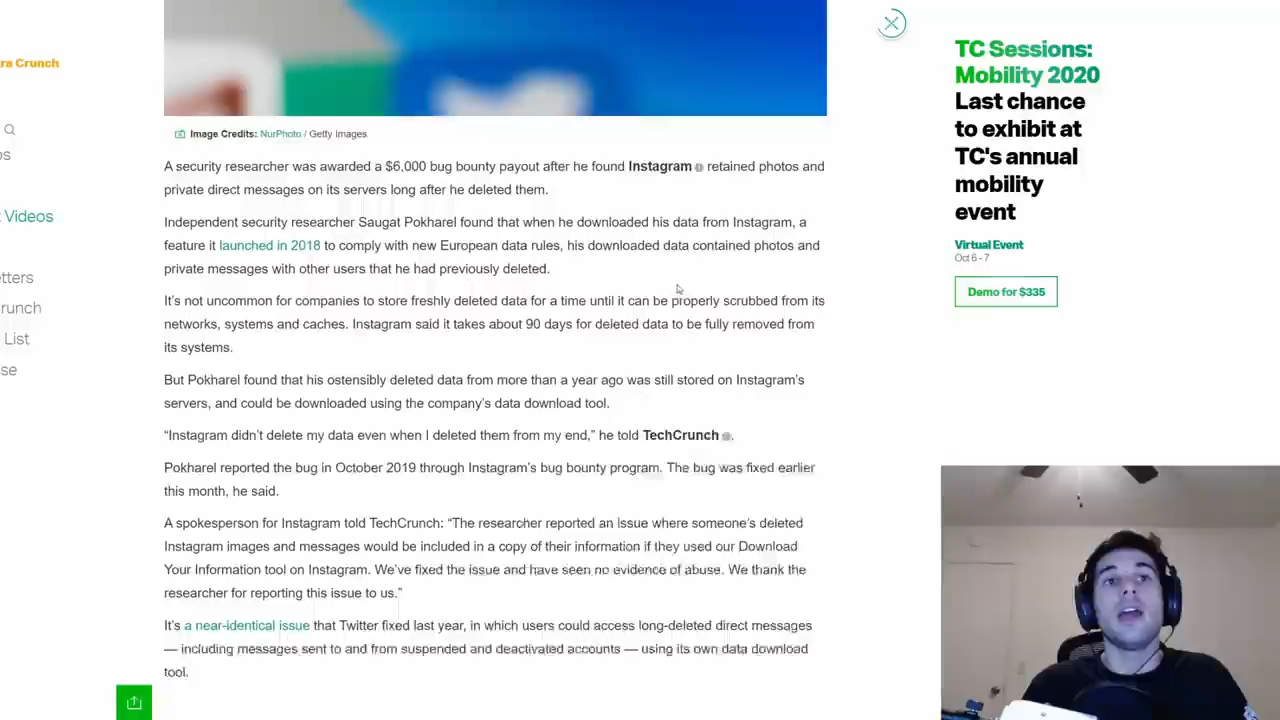 ra Crunch
TC Sessions:
Mobility 2020
Last chance
to exhibit at
TC's annual
mobility
event
Virtual Event
Oct 6 - 7
Demo for $335
os
t Videos
etters
runch
List
se
Image Credits: NurPhoto / Getty Images
A security researcher was awarded a $6,000 bug bounty payout after he found Instagram retained photos and
private direct messages on its servers long after he deleted them.
Independent security researcher Saugat Pokharel found that when he downloaded his data from Instagram, a
feature it launched in 2018 to comply with new European data rules, his downloaded data contained photos and
private messages with other users that he had previously deleted.
It's not uncommon for companies to store freshly deleted data for a time until it can be properly scrubbed from its
networks, systems and caches. Instagram said it takes about 90 days for deleted data to be fully removed from
its systems.
But Pokharel found that his ostensibly deleted data from more than a year ago was still stored on Instagram's
servers, and could be downloaded using the company's data download tool.
“Instagram didn't delete my data even when I deleted them from my end,” he told TechCrunch .
Pokharel reported the bug in October 2019 through Instagram's bug bounty program. The bug was fixed earlier
this month, he said.
A spokesperson for Instagram told TechCrunch: “The researcher reported an issue where someone's deleted
Instagram images and messages would be included in a copy of their information if they used our Download
Your Information tool on Instagram. We've fixed the issue and have seen no evidence of abuse. We thank the
researcher for reporting this issue to us.”
It's a near-identical issue that Twitter fixed last year, in which users could access long-deleted direct messages
— including messages sent to and from suspended and deactivated accounts — using its own data download
tool.